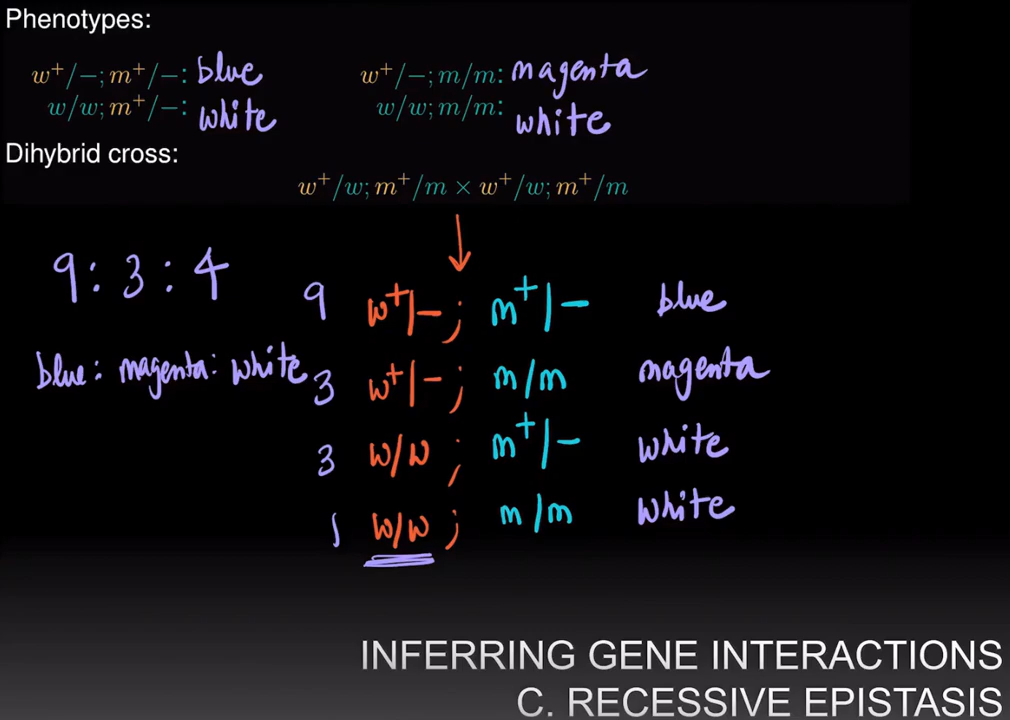 Phenotypes:
w⁺/−; m⁺/−: blue w⁺/−; m/m: magenta
w/w; m⁺/−: white w/w; m/m: white
Dihybrid cross:
w⁺/w; m⁺/m × w⁺/w; m⁺/m
9 : 3 : 4
blue : magenta : white
9 w⁺/− ; m⁺/− blue
3 w⁺/− ; m/m magenta
3 w/w ; m⁺/− white
1 w/w ; m/m white
INFERRING GENE INTERACTIONS
C. RECESSIVE EPISTASIS